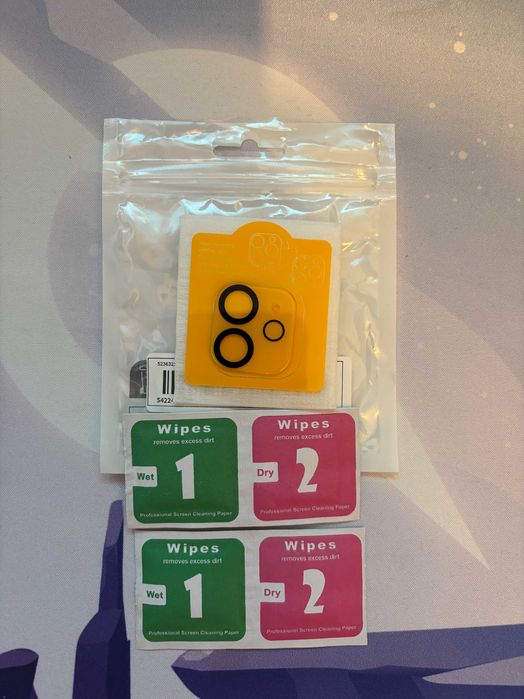 5236323
5422
Wipes
removes excess dirt
Wet
1
Professional Screen Cleaning Paper
Wipes
removes excess dirt
Dry
2
Professional Screen Cleaning Paper
Wipes
removes excess dirt
Wet
1
Professional Screen Cleaning Paper
Wipes
removes excess dirt
Dry
2
Professional Screen Cleaning Paper